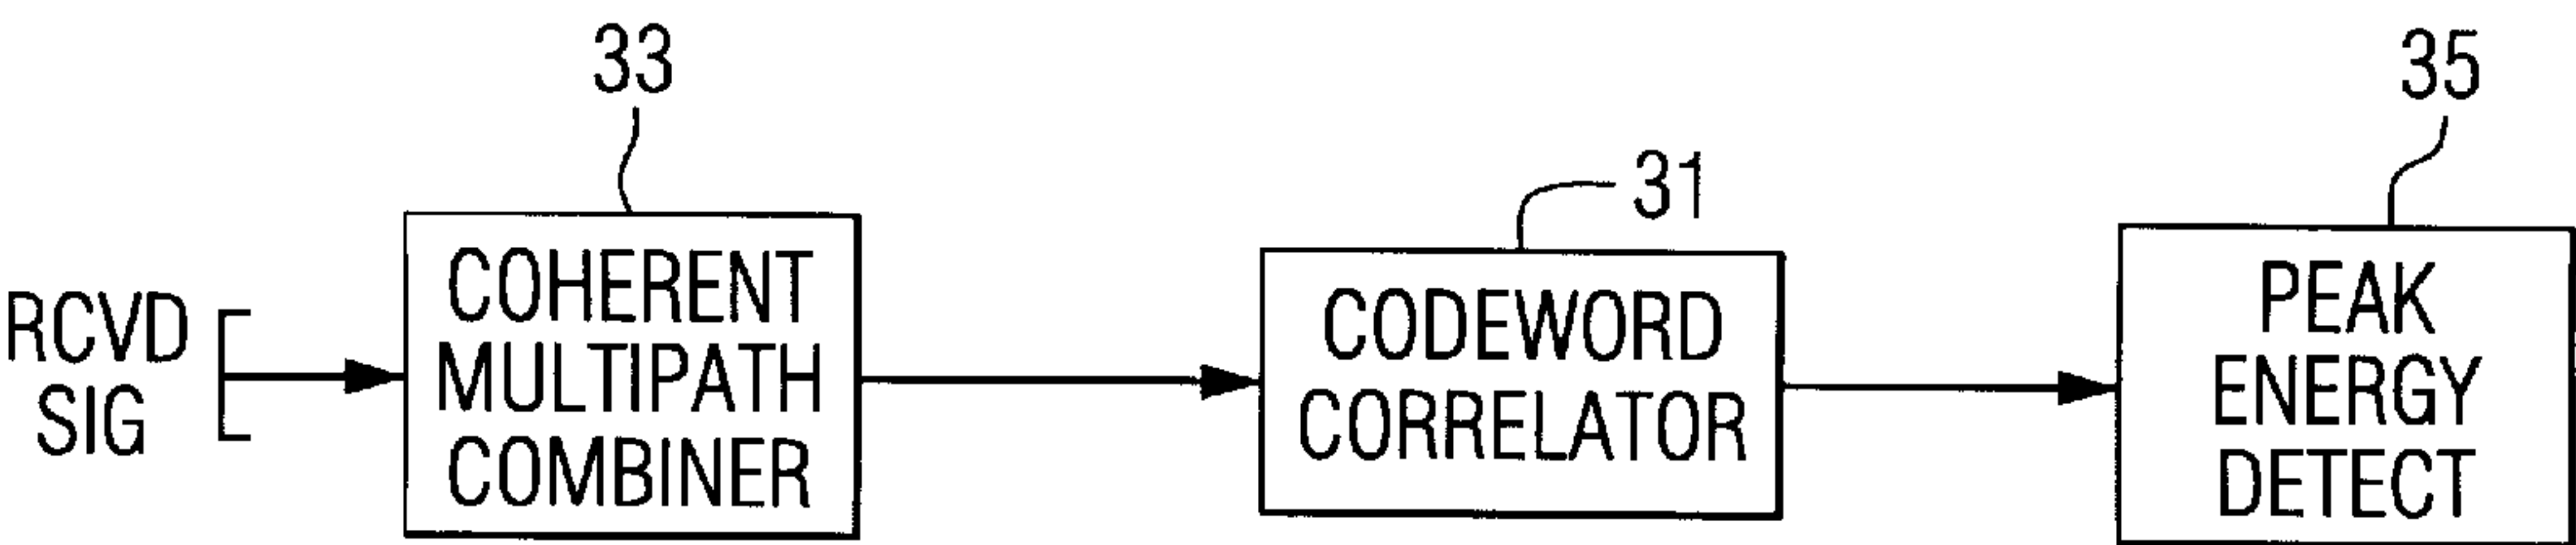 33
35
31
RCVD
SIG
COHERENT
MULTIPATH
COMBINER
CODEWORD
CORRELATOR
PEAK
ENERGY
DETECT